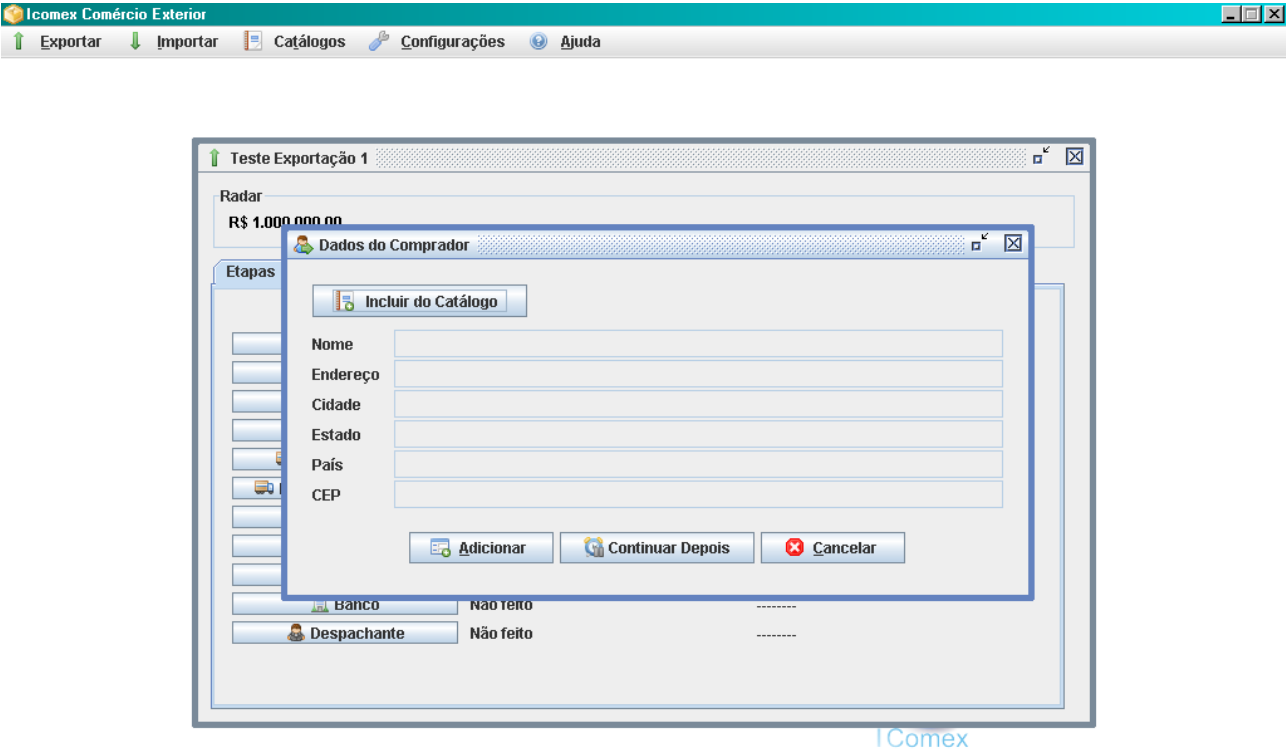 Icomex Comércio Exterior
Exportar Importar Catálogos Configurações Ajuda
Teste Exportação 1
Radar
R$ 1.000.000,00
Dados do Comprador
Etapas
Incluir do Catálogo
Nome
Endereço
Cidade
Estado
País
CEP
Adicionar Continuar Depois Cancelar
Banco Não feito --------
Despachante Não feito --------
Comex